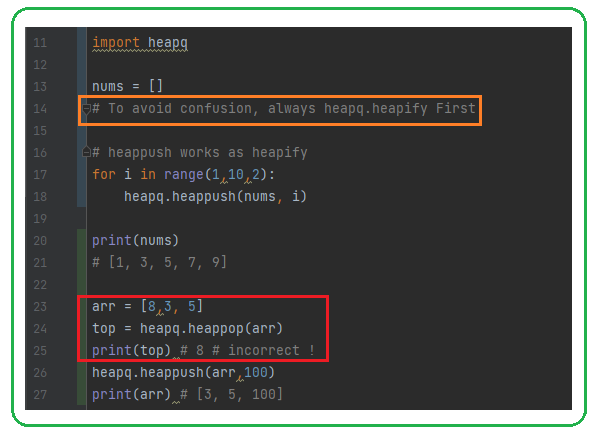 11 import heapq
12
13 nums = []
14 # To avoid confusion, always heapq.heapify First
15
16 # heappush works as heapify
17 for i in range(1,10,2):
18     heapq.heappush(nums, i)
19
20 print(nums)
21 # [1, 3, 5, 7, 9]
22
23 arr = [8,3, 5]
24 top = heapq.heappop(arr)
25 print(top) # 8 # incorrect !
26 heapq.heappush(arr,100)
27 print(arr) # [3, 5, 100]